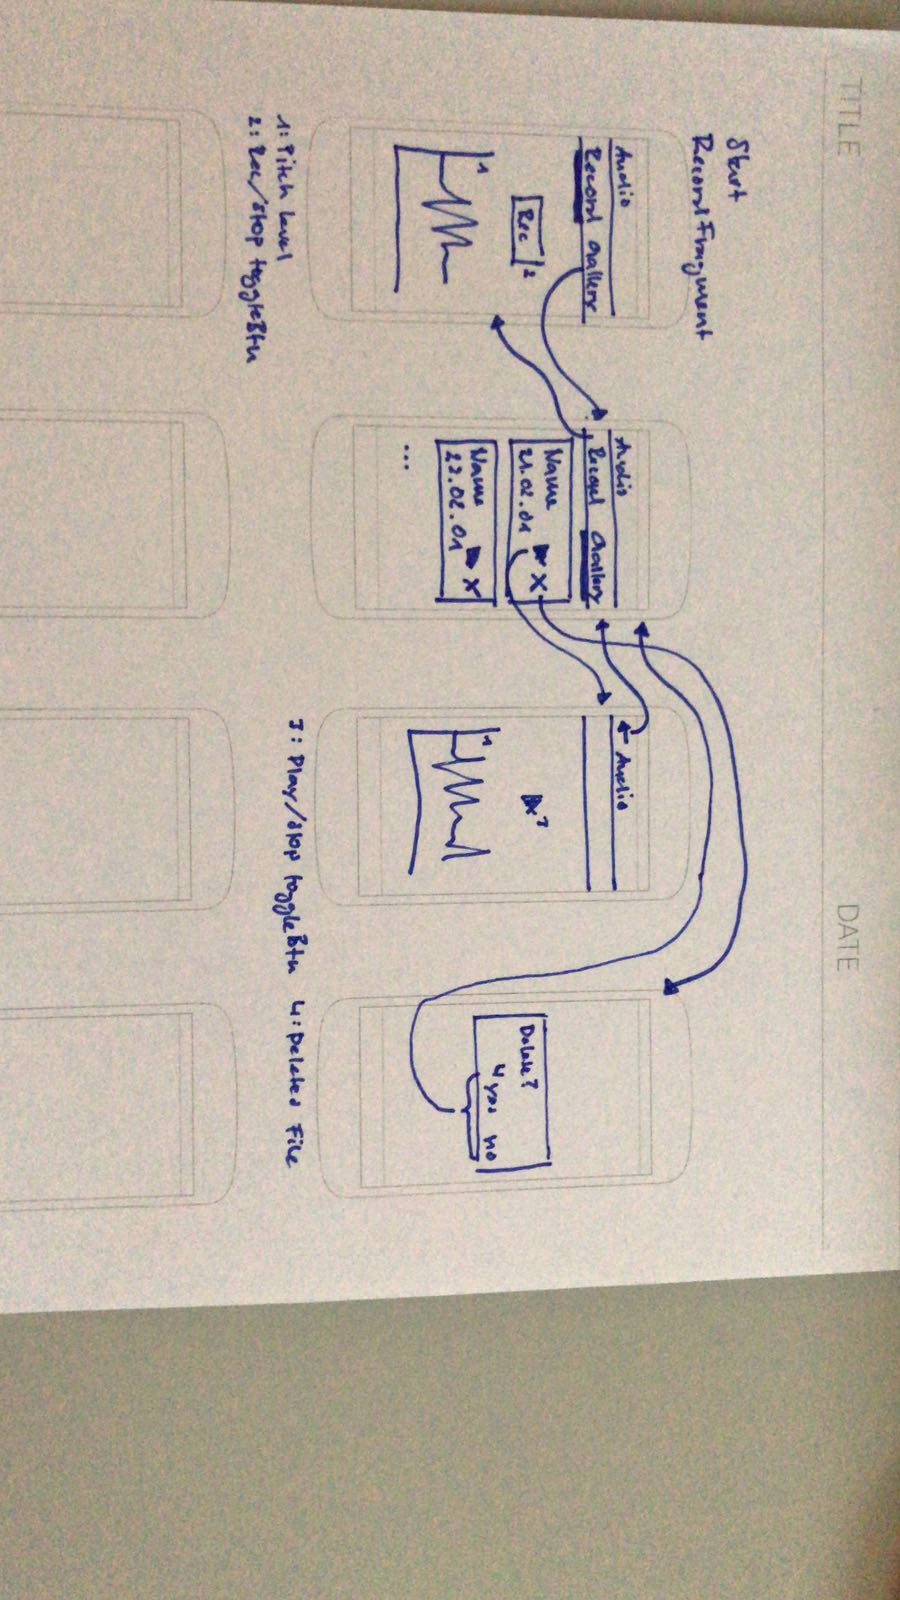 TITLE
DATE
Start
RecordFragment
Audio
Record Gallery
Rec 2
1
1: Pitch level
2: Rec/Stop toggleBtn
Audio
Record Gallery
Name
21.02.01 X
Name
22.02.01 X
...
← Audio
3
1
3: Play/stop toggleBtn 4: Deleted File
Delete?
4 yes no